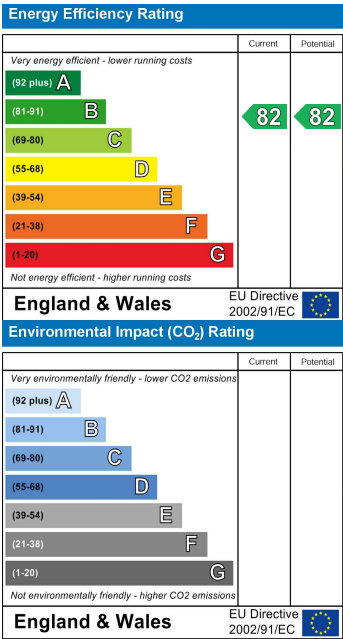 Energy Efficiency Rating
Current Potential
Very energy efficient - lower running costs
(92 plus) A
(81-91) B 82 82
(69-80) C
(55-68) D
(39-54) E
(21-38) F
(1-20) G
Not energy efficient - higher running costs
England & Wales
EU Directive
2002/91/EC
Environmental Impact (CO₂) Rating
Current Potential
Very environmentally friendly - lower CO2 emissions
(92 plus) A
(81-91) B
(69-80) C
(55-68) D
(39-54) E
(21-38) F
(1-20) G
Not environmentally friendly - higher CO2 emissions
England & Wales
EU Directive
2002/91/EC